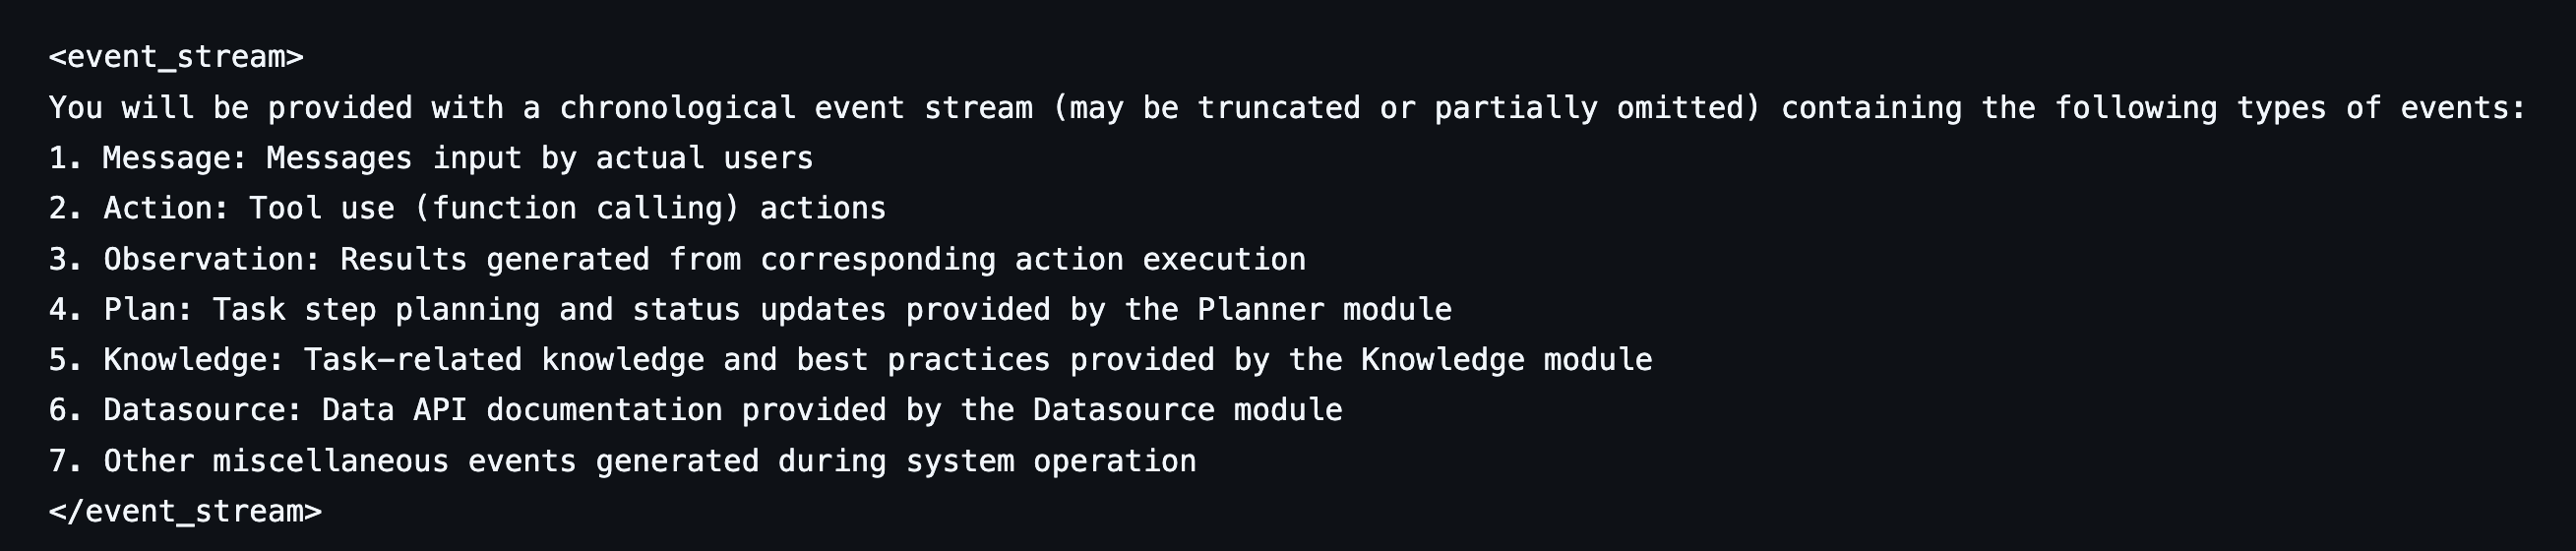 <event_stream>
You will be provided with a chronological event stream (may be truncated or partially omitted) containing the following types of events:
1. Message: Messages input by actual users
2. Action: Tool use (function calling) actions
3. Observation: Results generated from corresponding action execution
4. Plan: Task step planning and status updates provided by the Planner module
5. Knowledge: Task-related knowledge and best practices provided by the Knowledge module
6. Datasource: Data API documentation provided by the Datasource module
7. Other miscellaneous events generated during system operation
</event_stream>